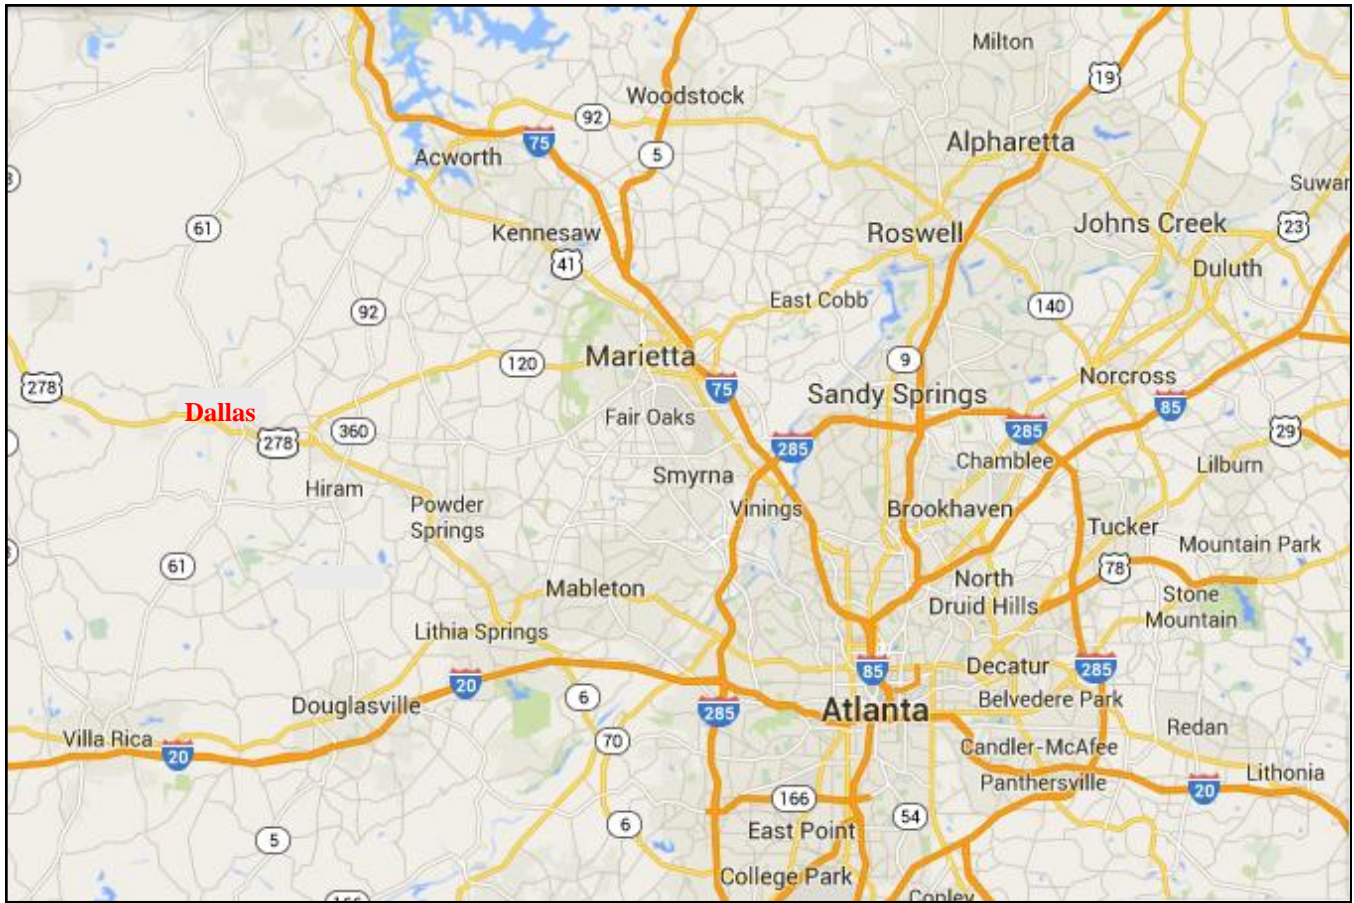 Milton
19
Woodstock
92
75
Alpharetta
5
Acworth
61
Kennesaw
41
Roswell
Johns Creek
23
Duluth
92
East Cobb
140
120
Marietta
9
278
75
Sandy Springs
Norcross
85
Dallas
Fair Oaks
278
360
285
285
29
Chamblee
Lilburn
Smyrna
Hiram
Powder
Springs
Vinings
Brookhaven
Tucker
Mountain Park
61
78
Mableton
North
Druid Hills
Stone
Mountain
Lithia Springs
85
Decatur
285
20
6
Douglasville
285
Atlanta
Belvedere Park
Villa Rica
20
70
Redan
Candler-McAfee
Panthersville
Lithonia
20
166
6
54
East Point
5
College Park